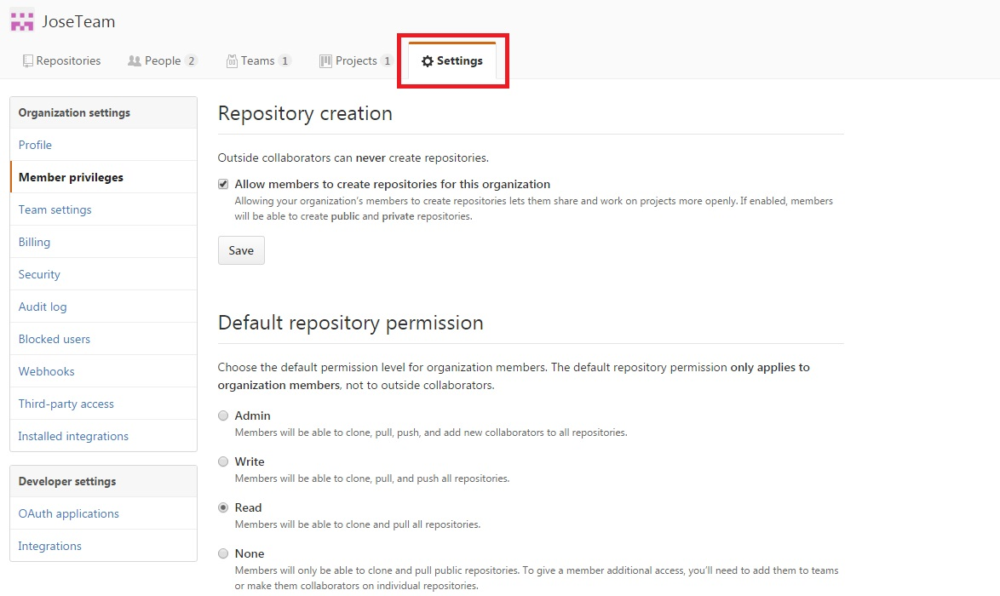 JoseTeam
Repositories People 2 Teams 1 Projects 1 Settings
Organization settings
Profile
Member privileges
Team settings
Billing
Security
Audit log
Blocked users
Webhooks
Third-party access
Installed integrations
Developer settings
OAuth applications
Integrations
Repository creation
Outside collaborators can never create repositories.
Allow members to create repositories for this organization
Allowing your organization’s members to create repositories lets them share and work on projects more openly. If enabled, members
will be able to create public and private repositories.
Save
Default repository permission
Choose the default permission level for organization members. The default repository permission only applies to
organization members, not to outside collaborators.
Admin
Members will be able to clone, pull, push, and add new collaborators to all repositories.
Write
Members will be able to clone, pull, and push all repositories.
Read
Members will be able to clone and pull all repositories.
None
Members will only be able to clone and pull public repositories. To give a member additional access, you’ll need to add them to teams
or make them collaborators on individual repositories.